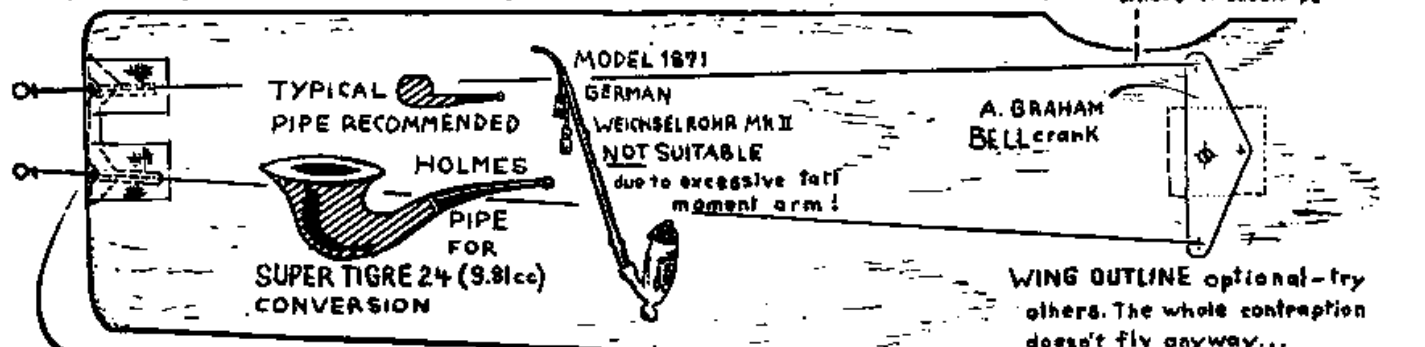 MODEL 1871
TYPICAL
PIPE RECOMMENDED
GERMAN
WEICHSELROHR MK II
NOT SUITABLE
due to excessive tail
moment arm!
A. GRAHAM
BELLcrank
HOLMES
PIPE
FOR
SUPER TIGRE 24 (9.81cc)
CONVERSION
WING OUTLINE optional-try
others. The whole contraption
doesn't fly anyway...